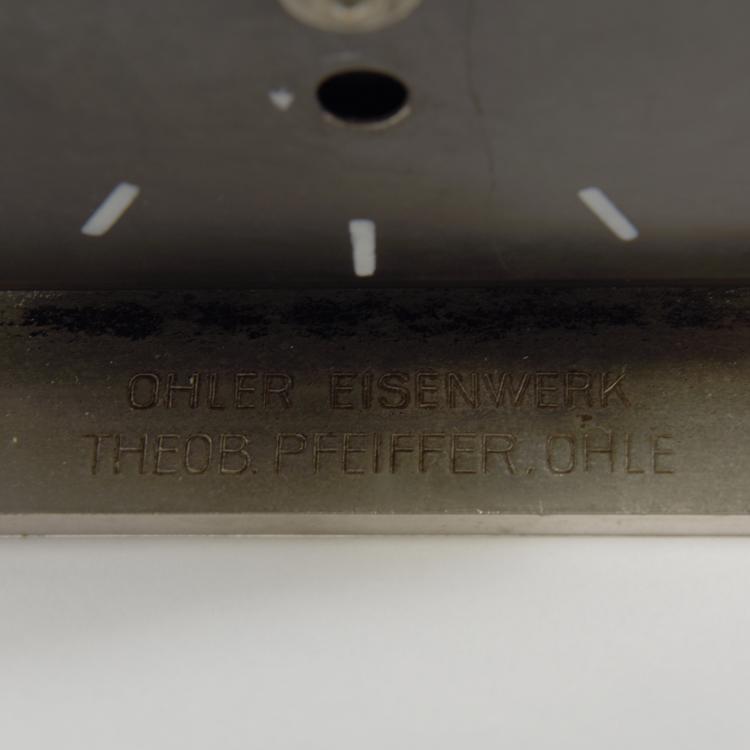 OHLER EISENWERK
THEOB. PFEIFFER, OHLE